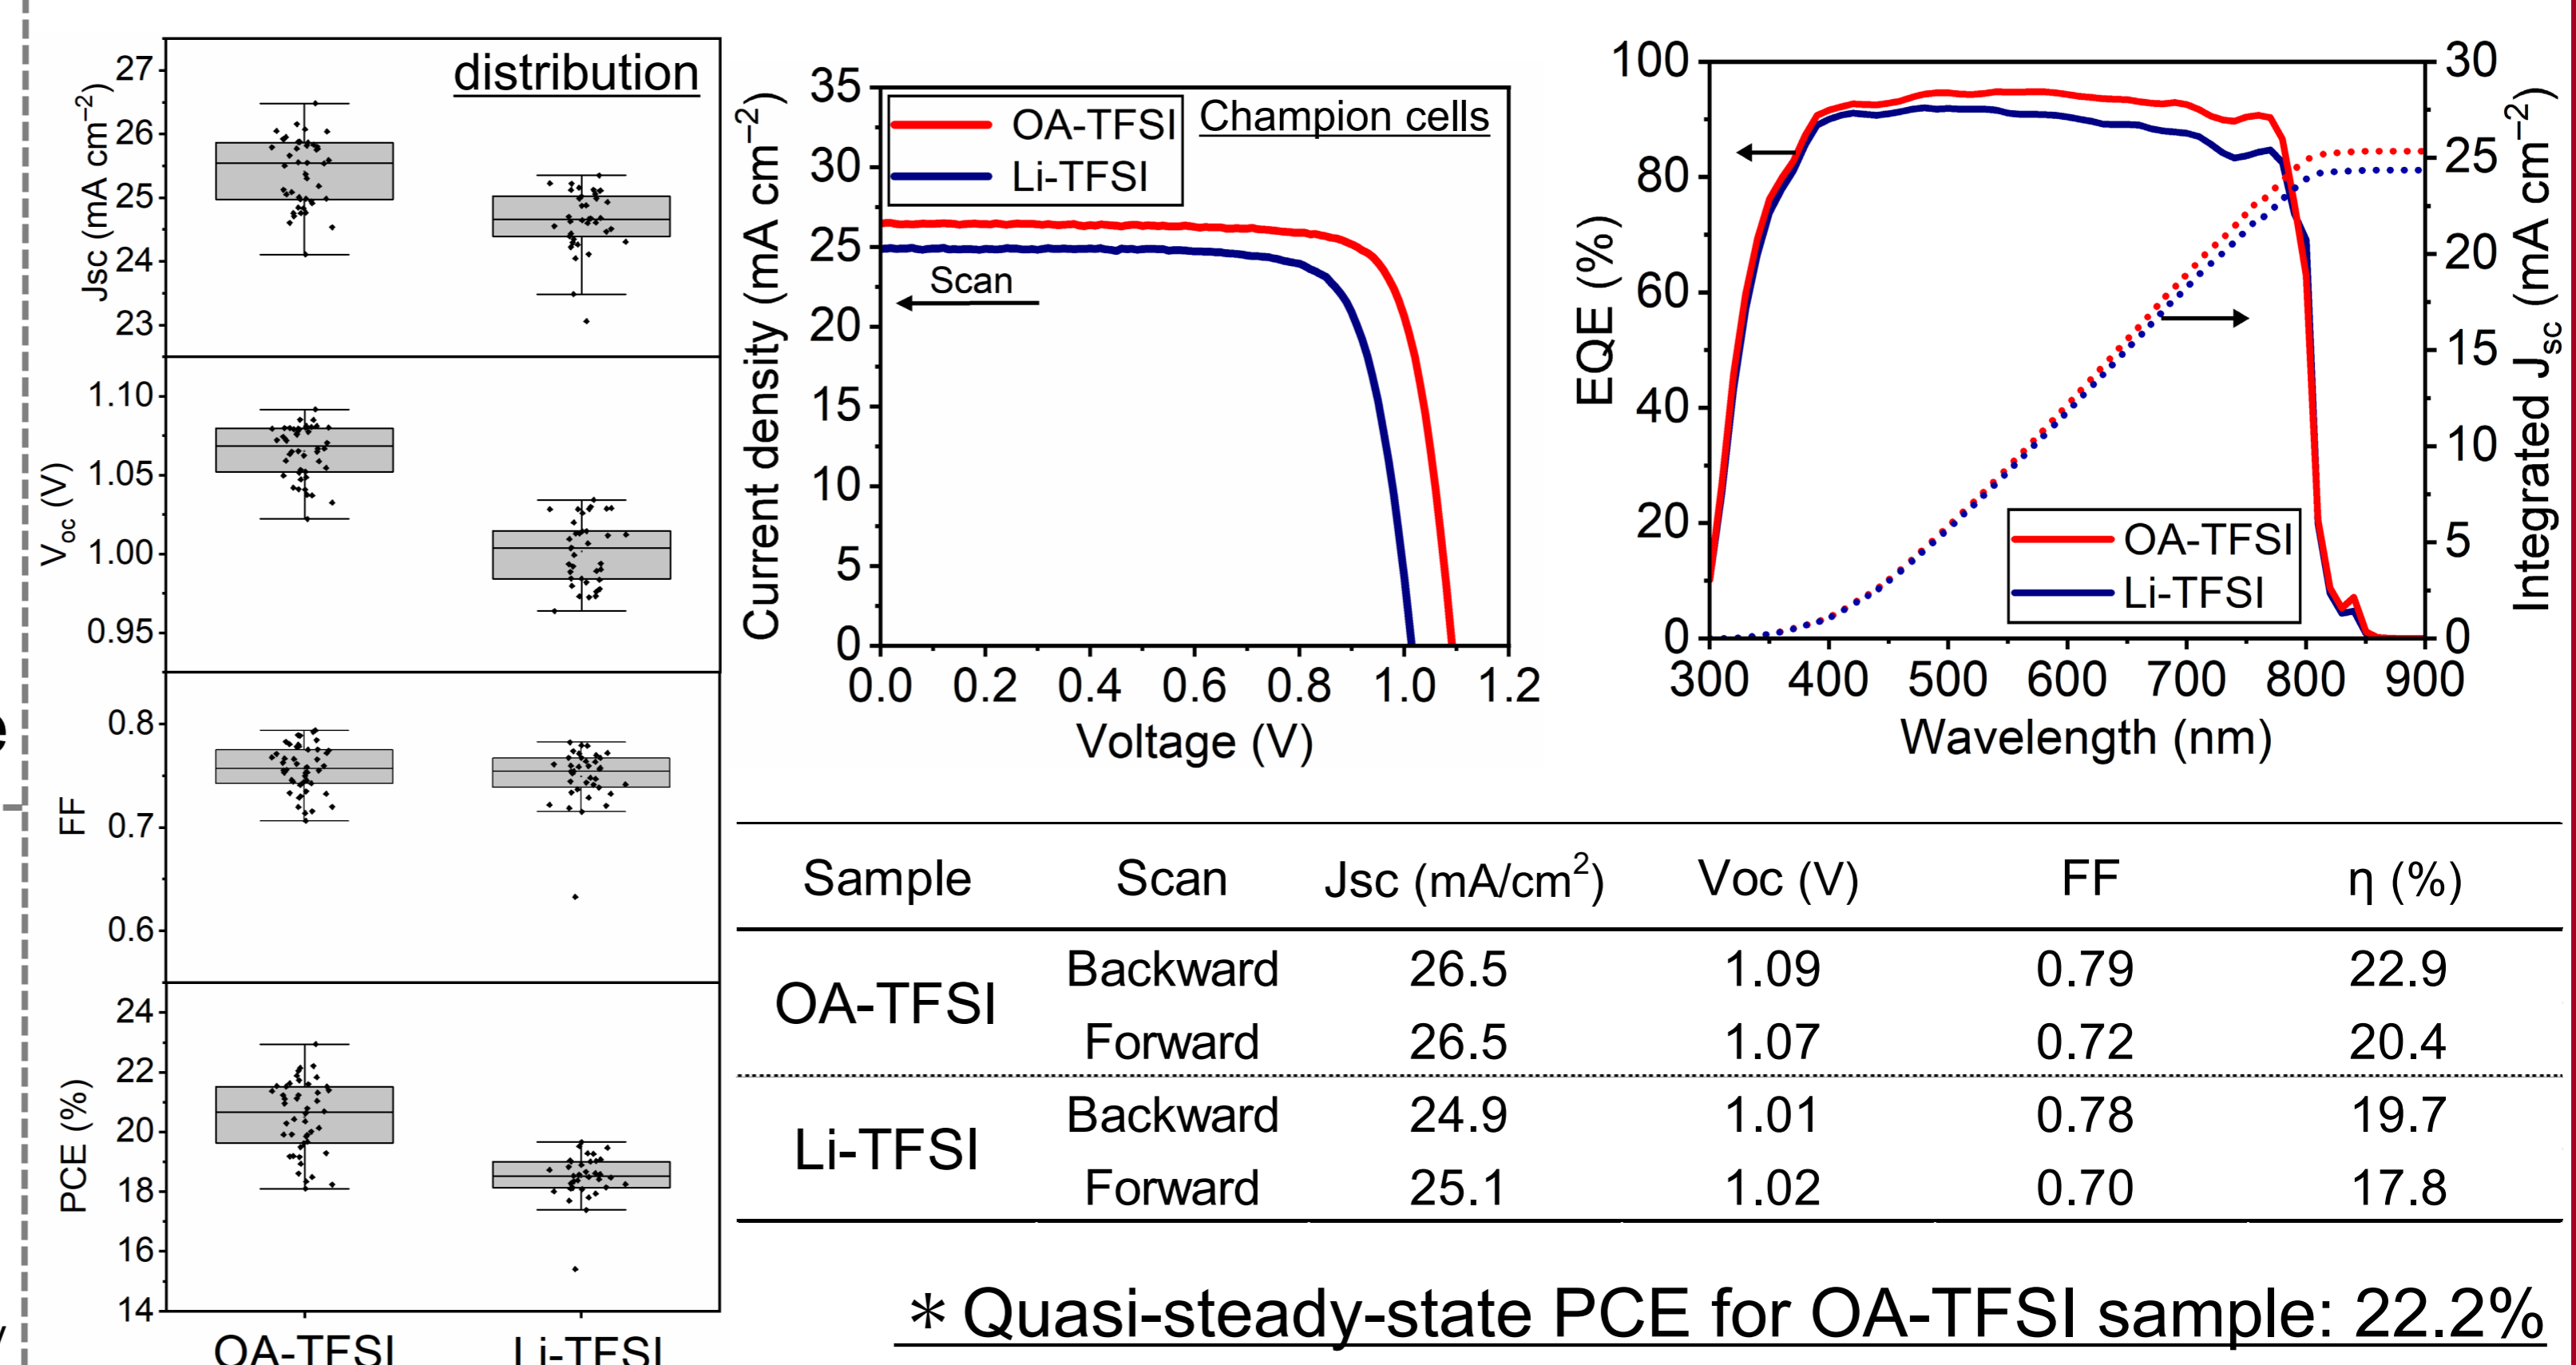 distribution
27
26
25
24
23
Jsc (mA cm⁻²)
1.10
1.05
1.00
0.95
Voc (V)
0.8
0.7
0.6
FF
24
22
20
18
16
14
PCE (%)
OA-TFSI Li-TFSI
35
30
25
20
15
10
5
0
Current density (mA cm⁻²)
OA-TFSI
Li-TFSI
Champion cells
Scan
0.0 0.2 0.4 0.6 0.8 1.0 1.2
Voltage (V)
100
80
60
40
20
0
EQE (%)
30
25
20
15
10
5
0
Integrated Jsc (mA cm⁻²)
OA-TFSI
Li-TFSI
300 400 500 600 700 800 900
Wavelength (nm)
Sample Scan Jsc (mA/cm²) Voc (V) FF η (%)
OA-TFSI
Backward 26.5 1.09 0.79 22.9
Forward 26.5 1.07 0.72 20.4
Li-TFSI
Backward 24.9 1.01 0.78 19.7
Forward 25.1 1.02 0.70 17.8
* Quasi-steady-state PCE for OA-TFSI sample: 22.2%